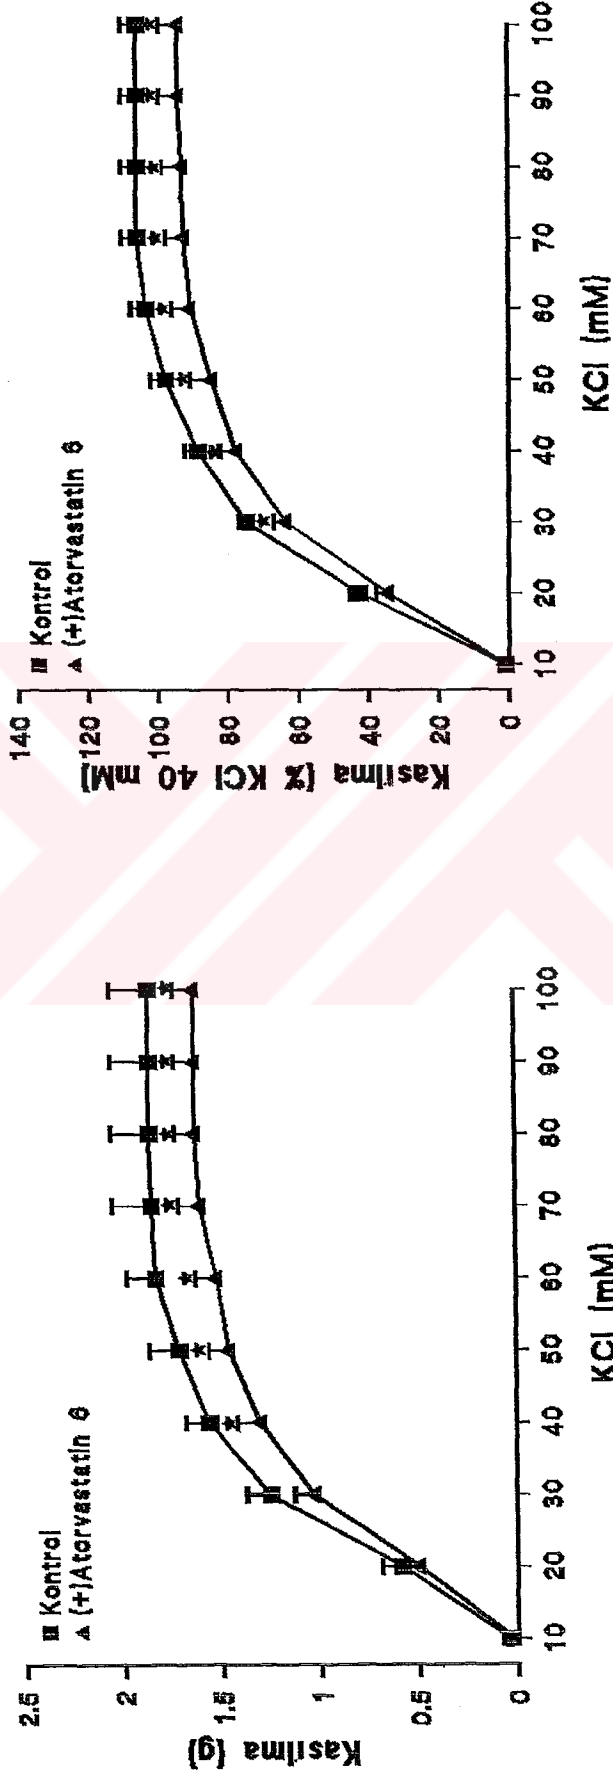 Kasılma (g)
2.5
2
1.5
1
0.5
0
■ Kontrol
▲ (+)Atorvastatin 6
10 20 30 40 50 60 70 80 90 100
KCl (mM)
Kasılma (% KCl 40 mM)
140
120
100
80
60
40
20
0
■ Kontrol
▲ (+)Atorvastatin 6
10 20 30 40 50 60 70 80 90 100
KCl (mM)